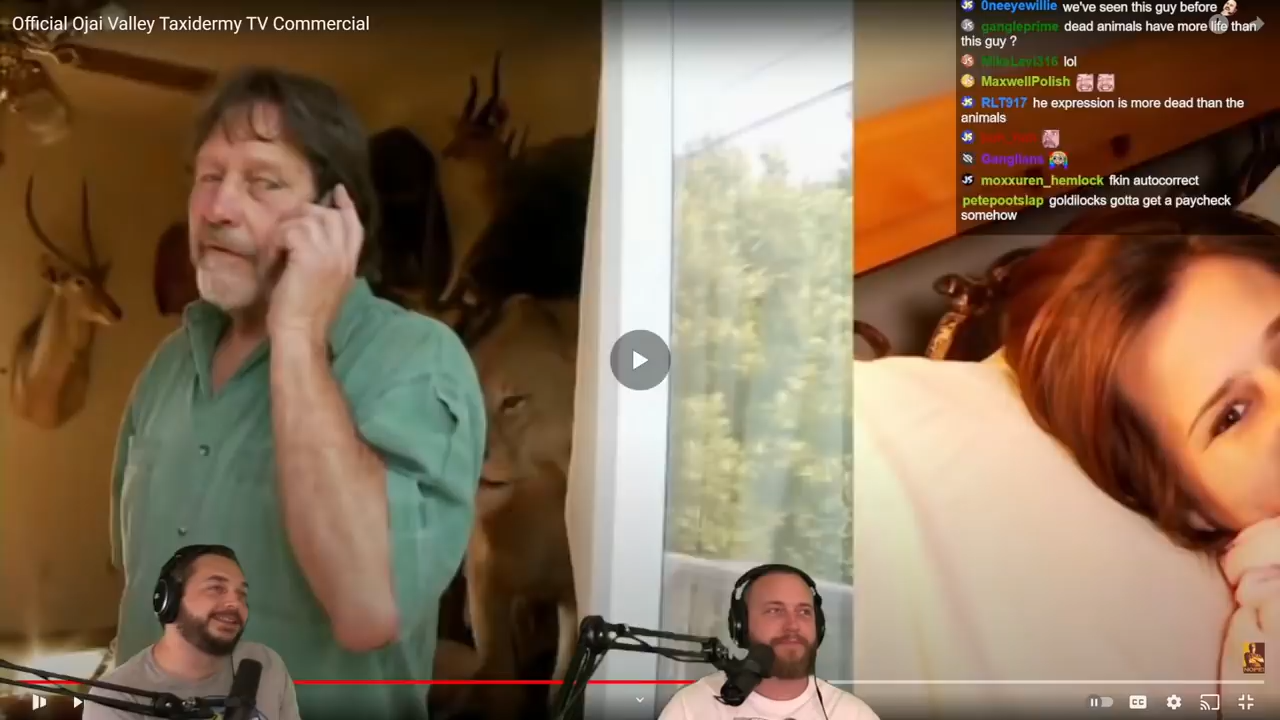 Official Ojai Valley Taxidermy TV Commercial
0neeyewillie we've seen this guy before
gangleprime dead animals have more life than
this guy ?
MikeLevi316 lol
MaxwellPolish
RLT917 he expression is more dead than the
animals
Ganglians
moxxuren_hemlock fkin autocorrect
petepootslap goldilocks gotta get a paycheck
somehow
CC
NOPE